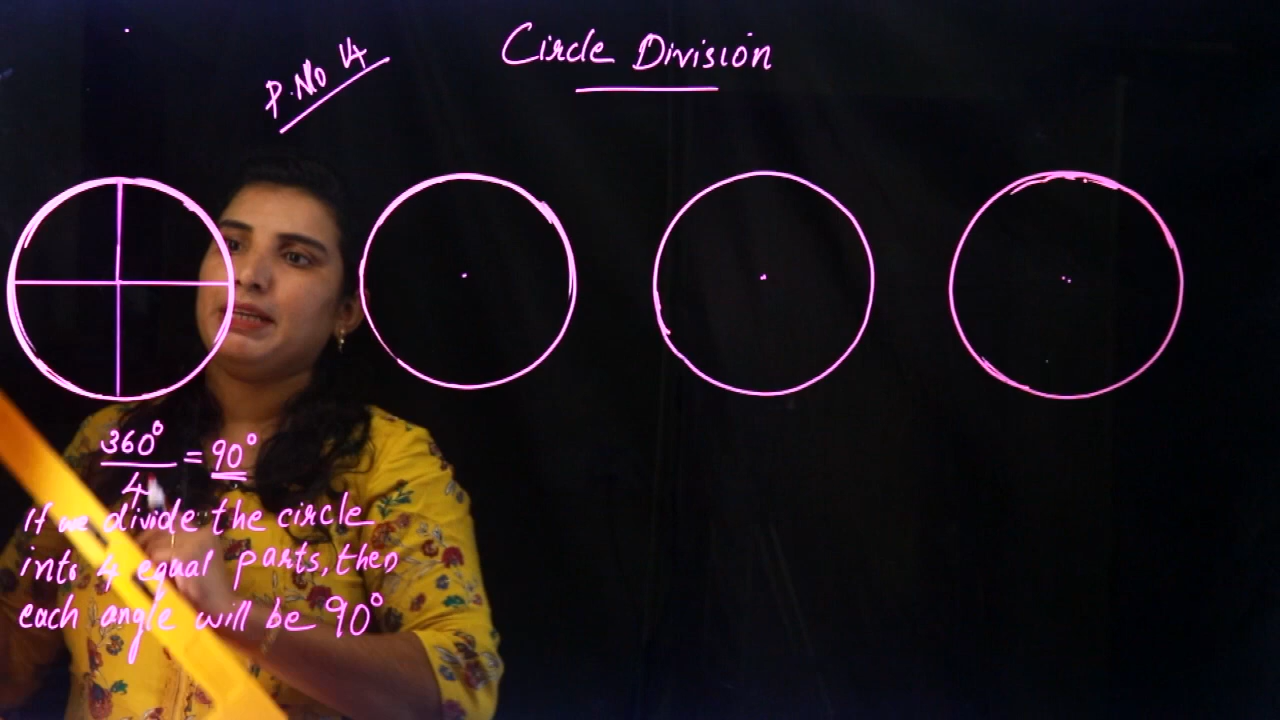 Circle Division
P.No 14
360°/4 = 90°
If we divide the circle
into 4 equal parts, then
each angle will be 90°